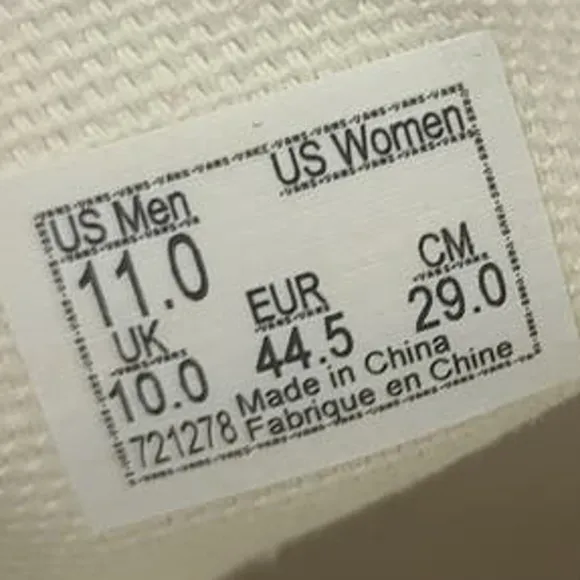 US Men US Women
11.0
UK EUR CM
10.0 44.5 29.0
721278 Made in China
Fabrique en Chine